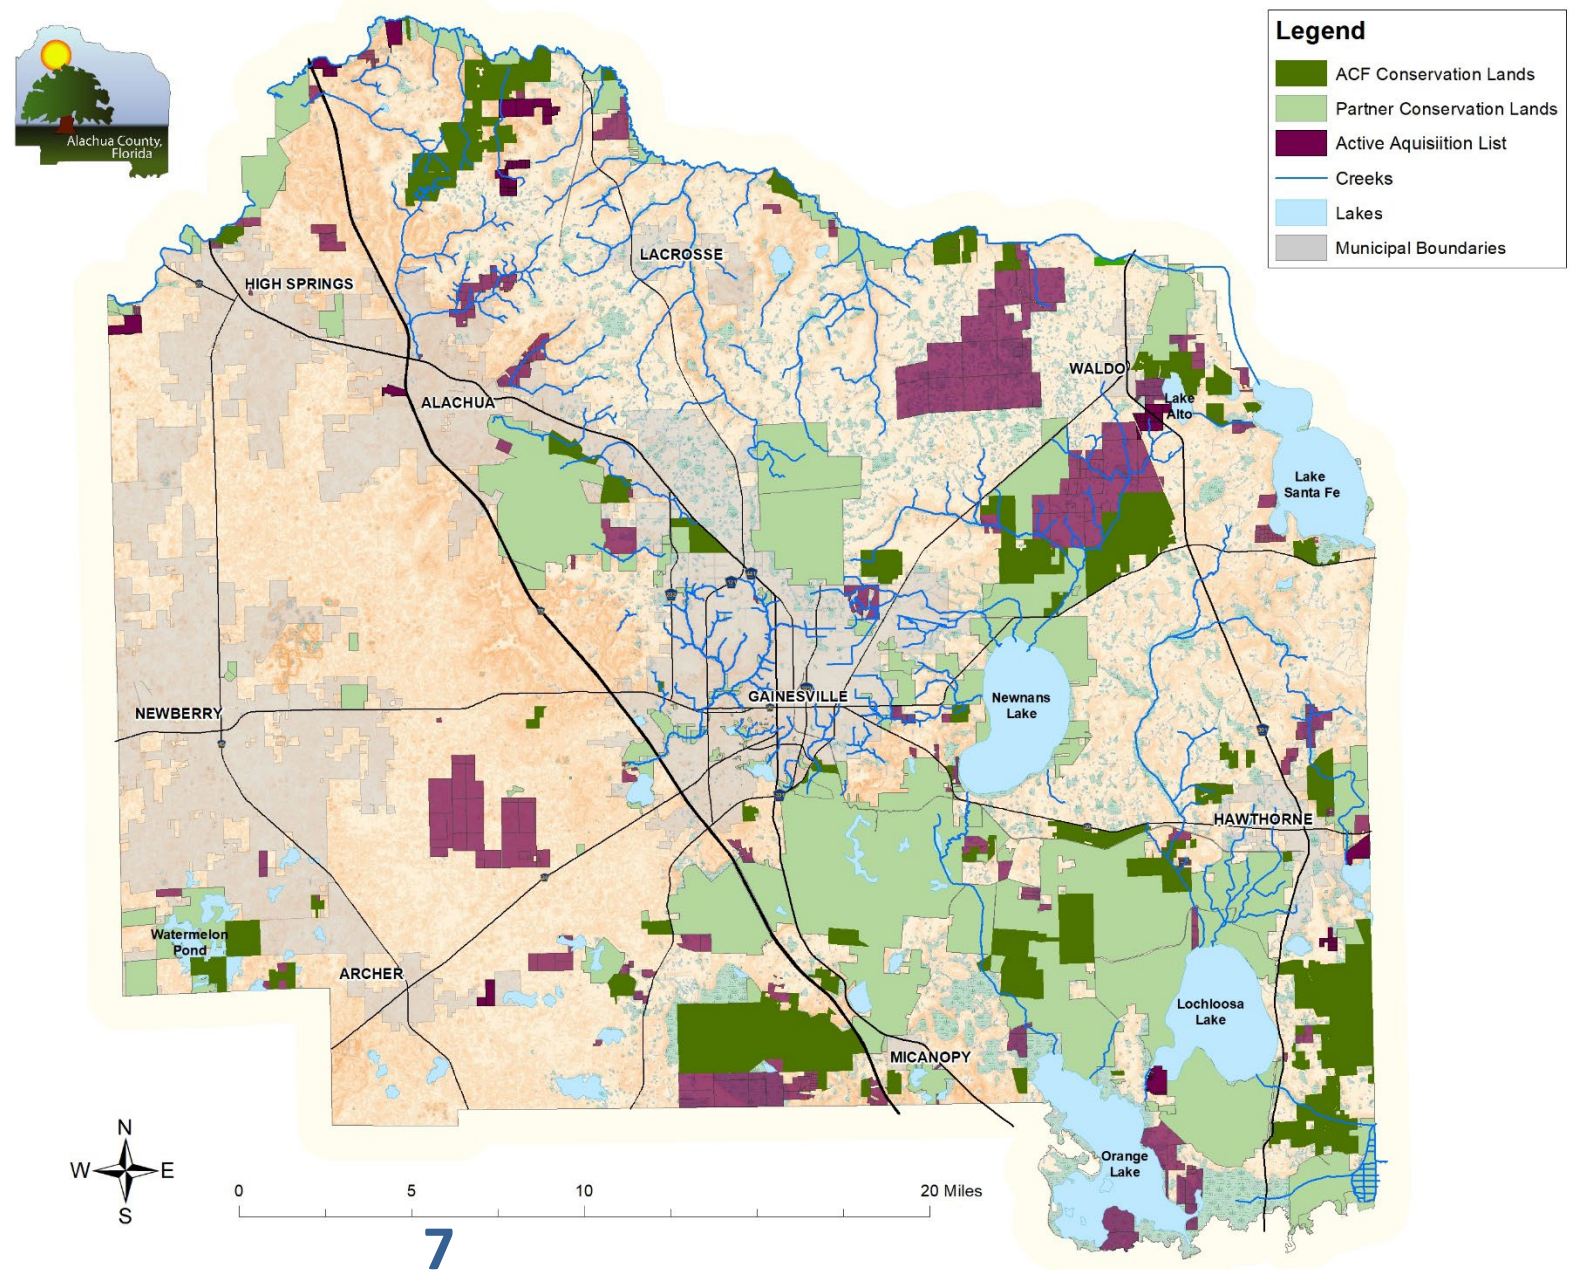 Alachua County,
Florida
Legend
ACF Conservation Lands
Partner Conservation Lands
Active Aquisiition List
Creeks
Lakes
Municipal Boundaries
LACROSSE
HIGH SPRINGS
WALDO
ALACHUA
Lake
Alto
Lake
Santa Fe
GAINESVILLE
Newnans
Lake
NEWBERRY
HAWTHORNE
Watermelon
Pond
ARCHER
Lochloosa
Lake
MICANOPY
Orange
Lake
N
W E
S
0 5 10 20 Miles
7